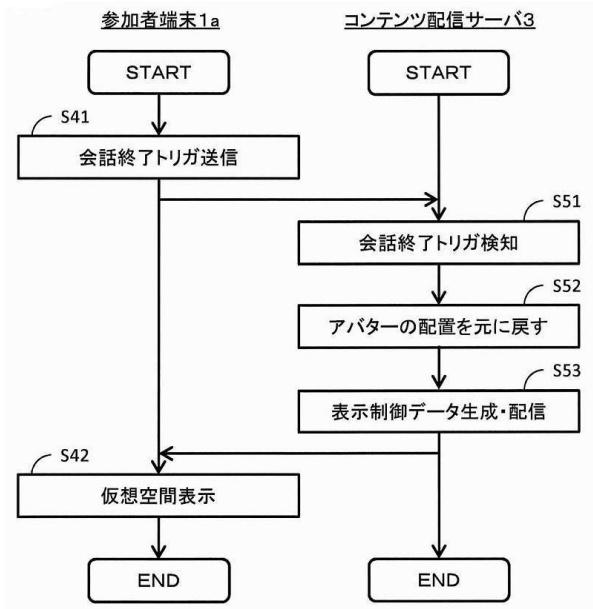 参加者端末1a
コンテンツ配信サーバ3
START
START
S41
会話終了トリガ送信
S51
会話終了トリガ検知
S52
アバターの配置を元に戻す
S53
表示制御データ生成・配信
S42
仮想空間表示
END
END